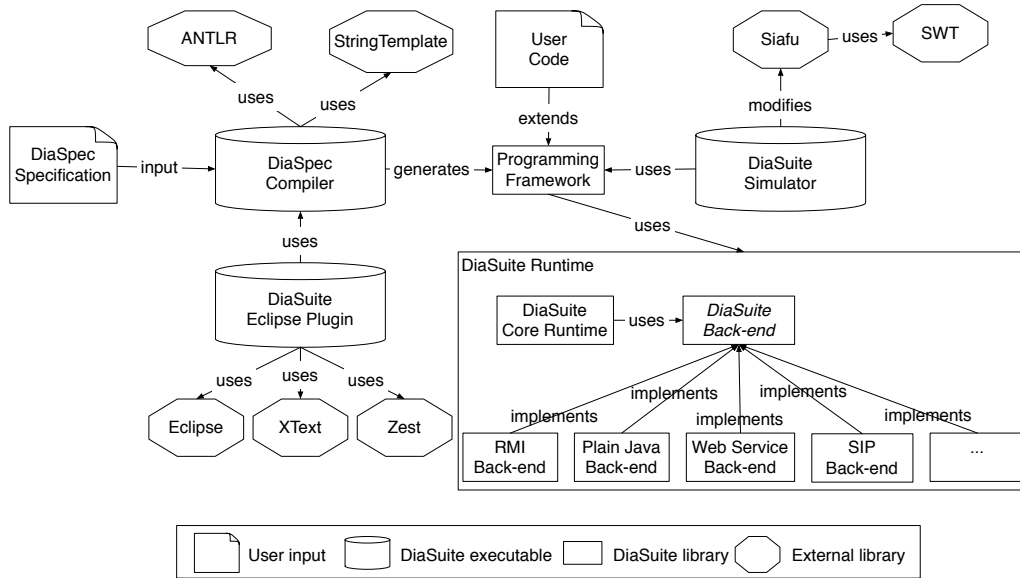 ANTLR
StringTemplate
User
Code
Siafu
uses
SWT
uses
uses
extends
modifies
DiaSpec
Specification
input
DiaSpec
Compiler
generates
Programming
Framework
uses
DiaSuite
Simulator
uses
uses
DiaSuite
Eclipse Plugin
uses
uses
uses
Eclipse
XText
Zest
DiaSuite Runtime
DiaSuite
Core Runtime
uses
DiaSuite
Back-end
implements
implements
implements
implements
implements
RMI
Back-end
Plain Java
Back-end
Web Service
Back-end
SIP
Back-end
...
User input
DiaSuite executable
DiaSuite library
External library